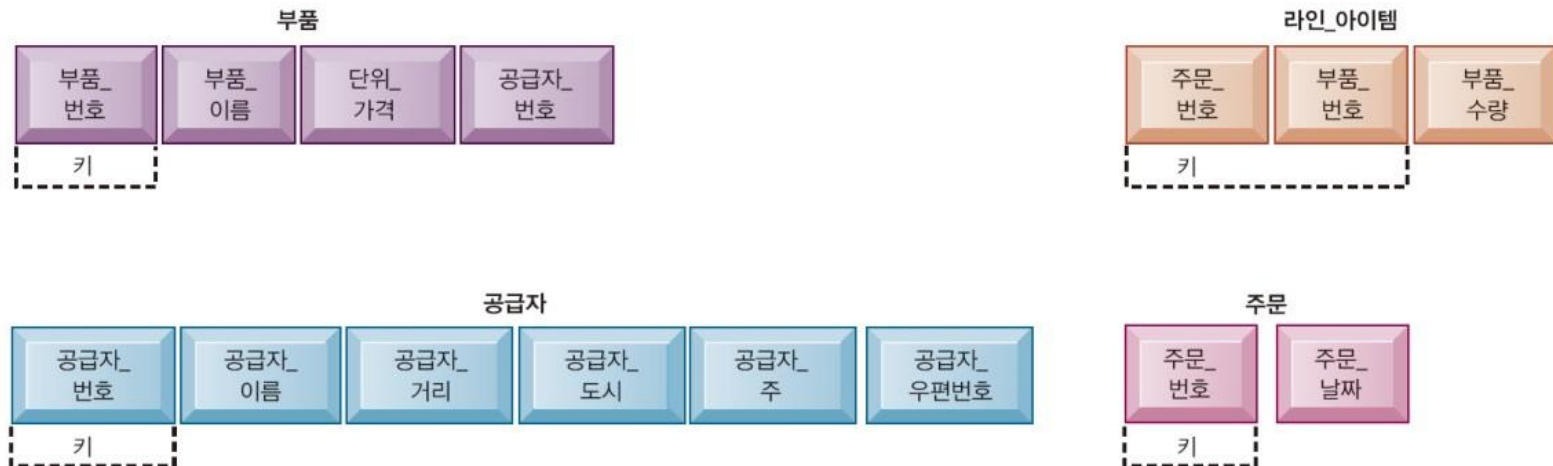 부품
부품_
번호
부품_
이름
단위_
가격
공급자_
번호
키
라인_아이템
주문_
번호
부품_
번호
부품_
수량
키
공급자
공급자_
번호
공급자_
이름
공급자_
거리
공급자_
도시
공급자_
주
공급자_
우편번호
키
주문
주문_
번호
주문_
날짜
키